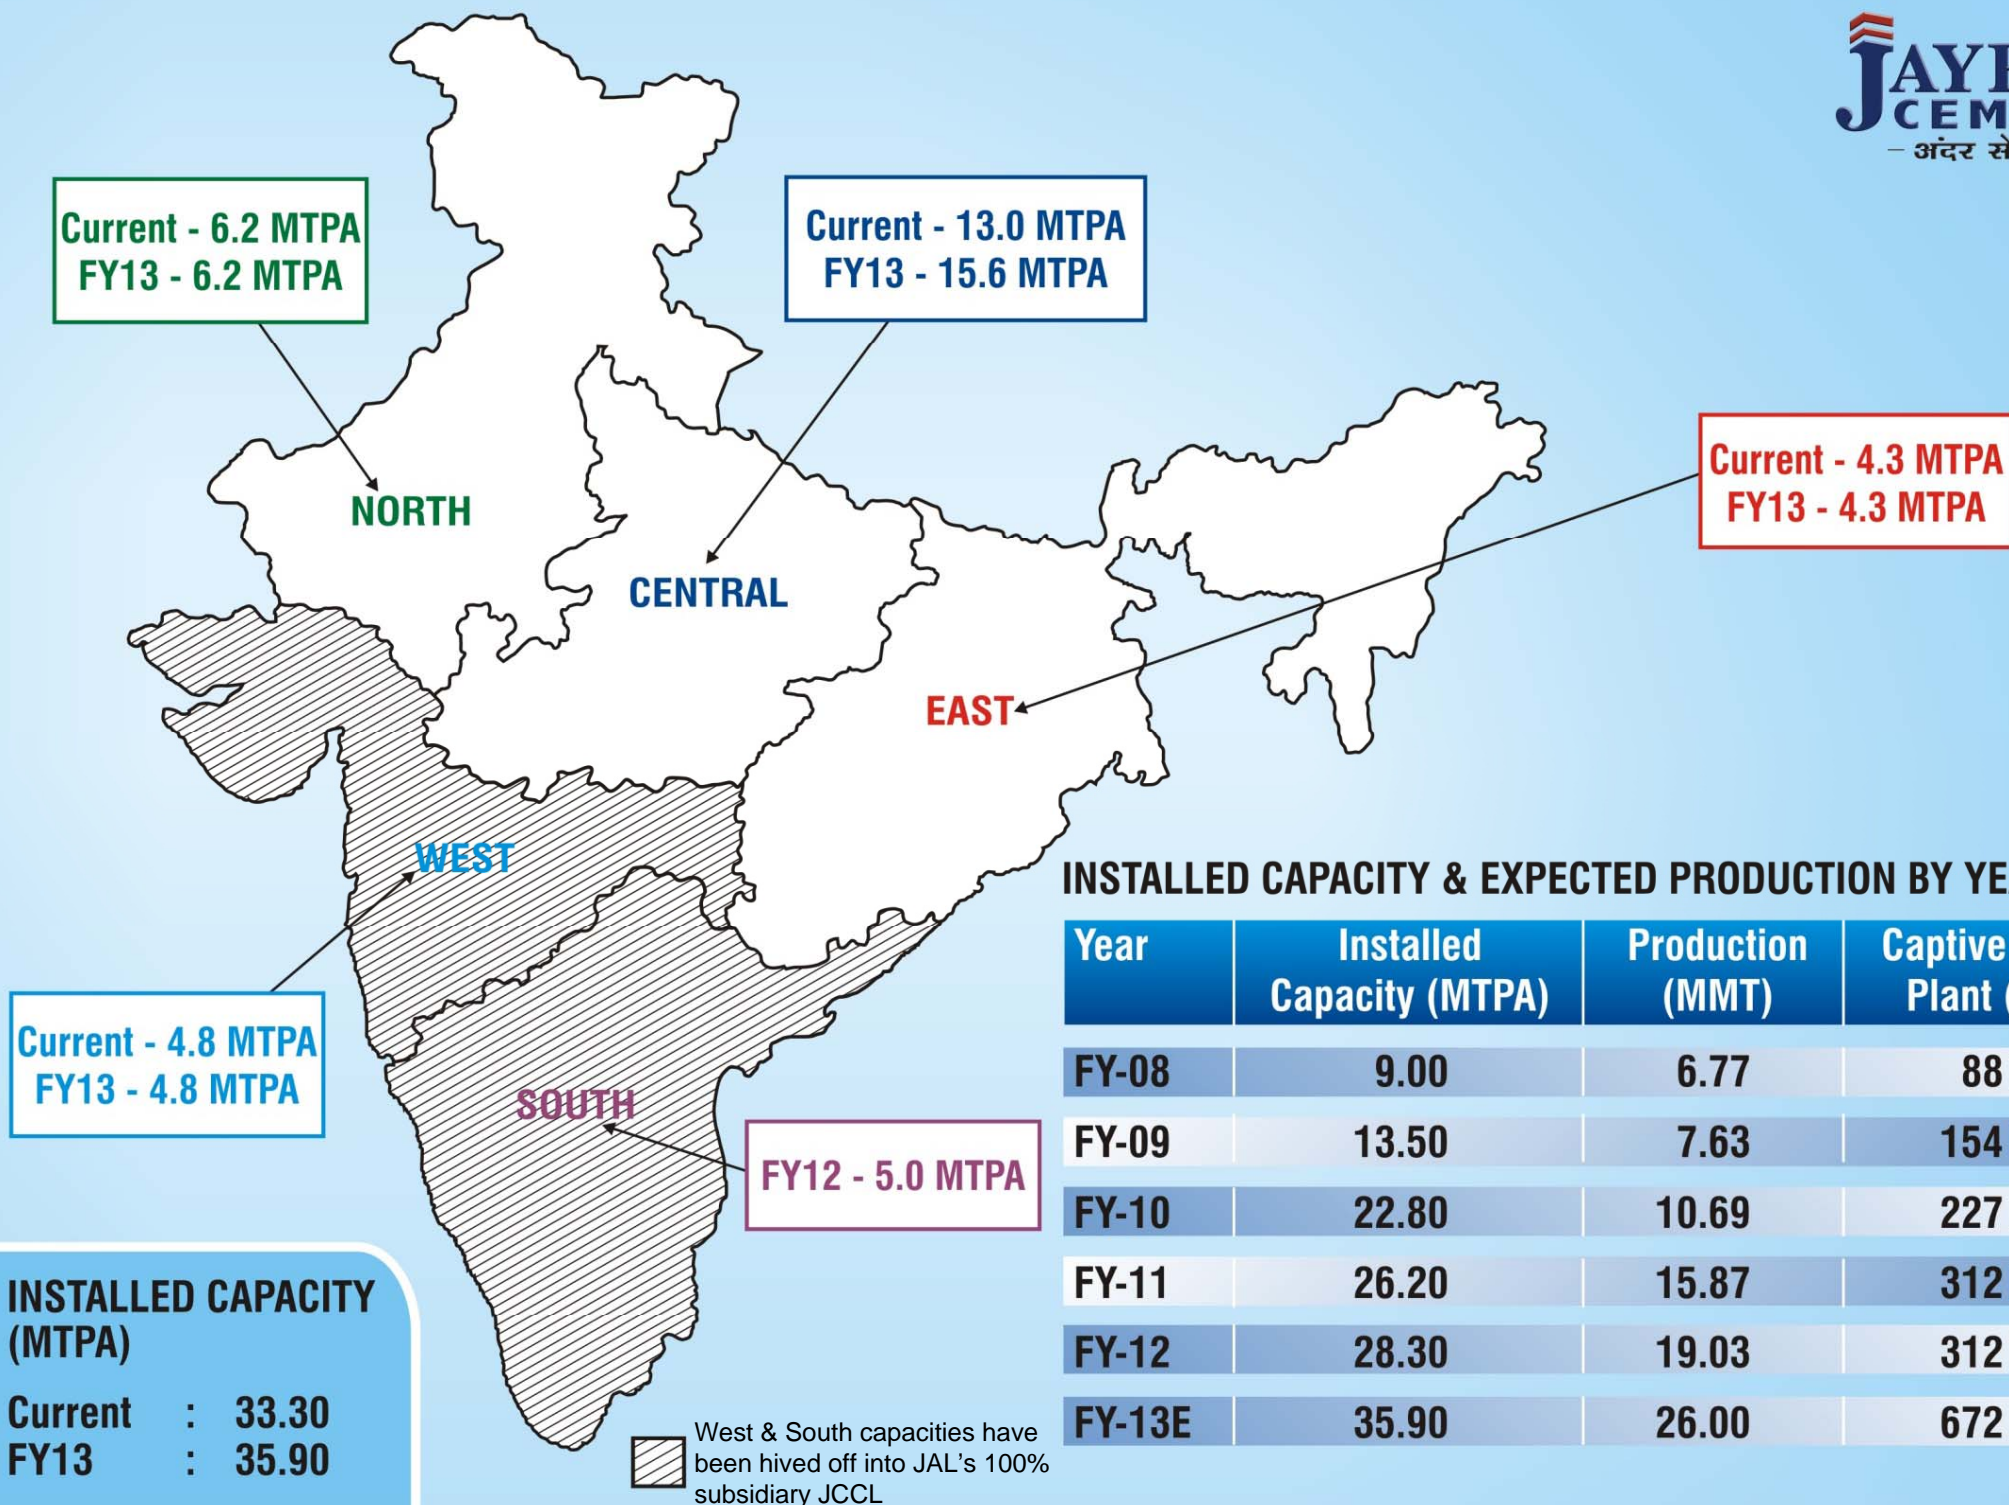 CEM
अंदर
Current - 6.2 MTPA
FY13 - 6.2 MTPA
Current - 13.0 MTPA
FY13 - 15.6 MTPA
Current - 4.3 MTPA
FY13 - 4.3 MTPA
NORTH
CENTRAL
EAST
WEST
Current - 4.8 MTPA
FY13 - 4.8 MTPA
SOUTH
FY12 - 5.0 MTPA
INSTALLED CAPACITY
(MTPA)
Current : 33.30
FY13 : 35.90
West & South capacities have
been hived off into JAL's 100%
subsidiary JCCL
INSTALLED CAPACITY & EXPECTED PRODUCTION BY
Year Installed Production Captive
Capacity (MTPA) (MMT) Plant
FY-08 9.00 6.77 88
FY-09 13.50 7.63 154
FY-10 22.80 10.69 227
FY-11 26.20 15.87 312
FY-12 28.30 19.03 312
FY-13E 35.90 26.00 672